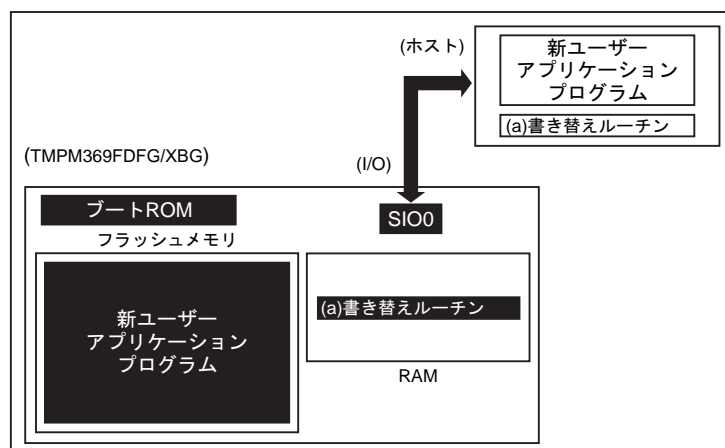 (ホスト)
新ユーザー
アプリケーション
プログラム
(a)書き替えルーチン
(TMPM369FDFG/XBG)
(I/O)
ブートROM
SIO0
フラッシュメモリ
新ユーザー
アプリケーション
プログラム
(a)書き替えルーチン
RAM